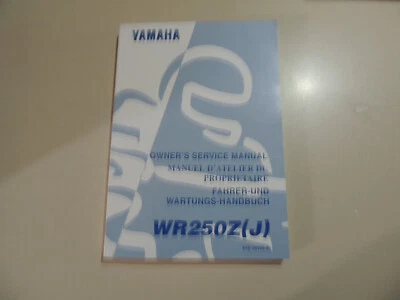 YAMAHA
OWNER'S SERVICE MANUAL
MANUEL D'ATELIER DU
PROPRIETAIRE
FAHRER-UND
WARTUNGS-HANDBUCH
WR250Z(J)